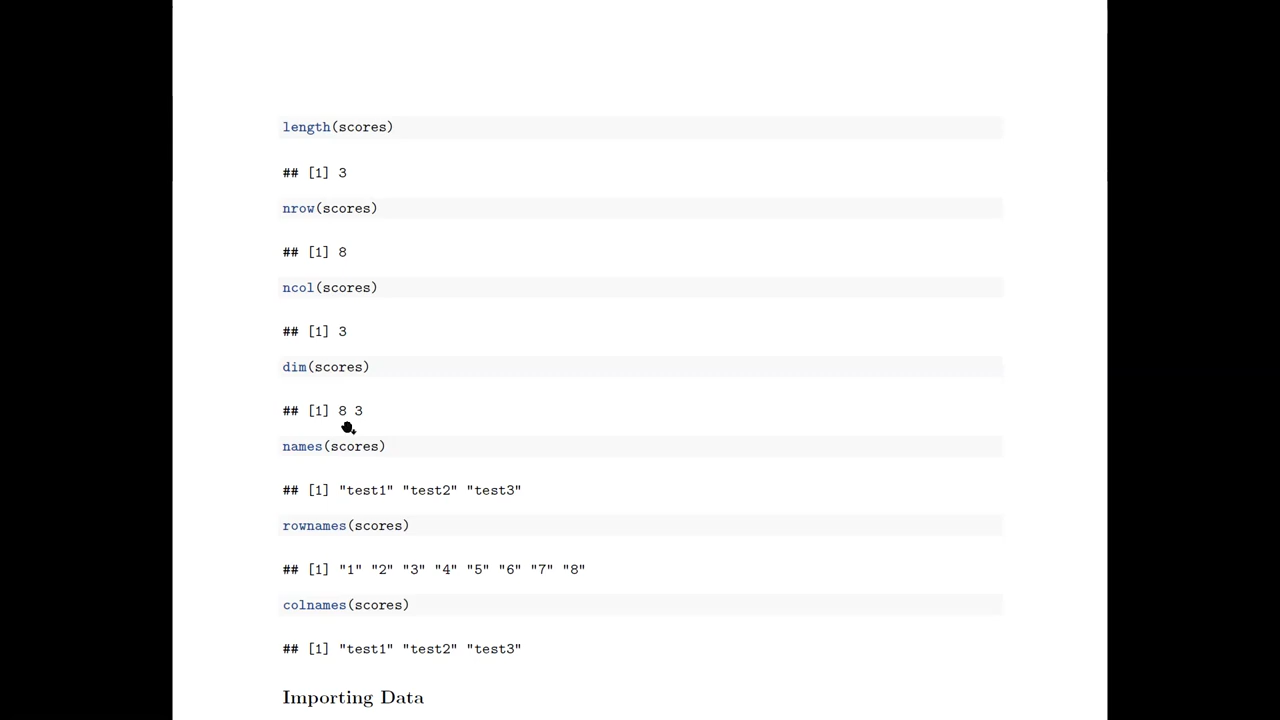 length(scores)
## [1] 3
nrow(scores)
## [1] 8
ncol(scores)
## [1] 3
dim(scores)
## [1] 8 3
names(scores)
## [1] "test1" "test2" "test3"
rownames(scores)
## [1] "1" "2" "3" "4" "5" "6" "7" "8"
colnames(scores)
## [1] "test1" "test2" "test3"
Importing Data